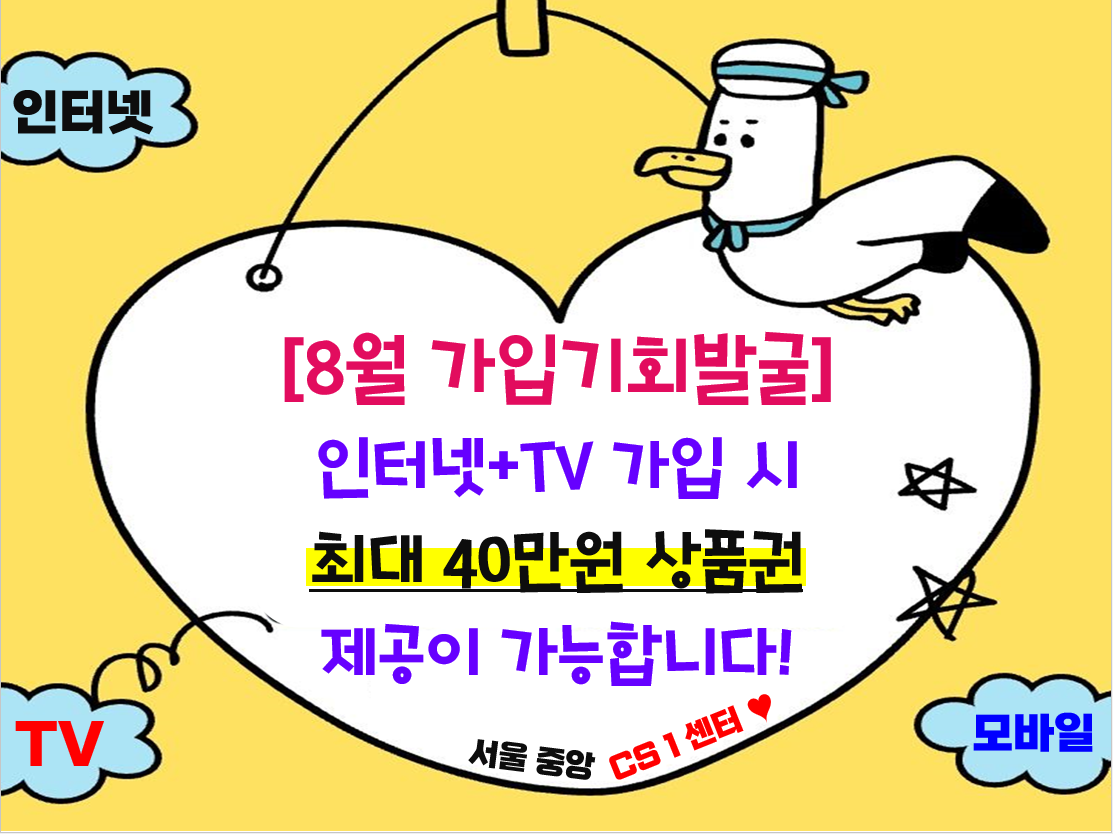 인터넷
[8월 가입기회발굴]
인터넷+TV 가입 시
최대 40만원 상품권
제공이 가능합니다!
서울 중앙 CS 1 센터 ♥
TV
모바일